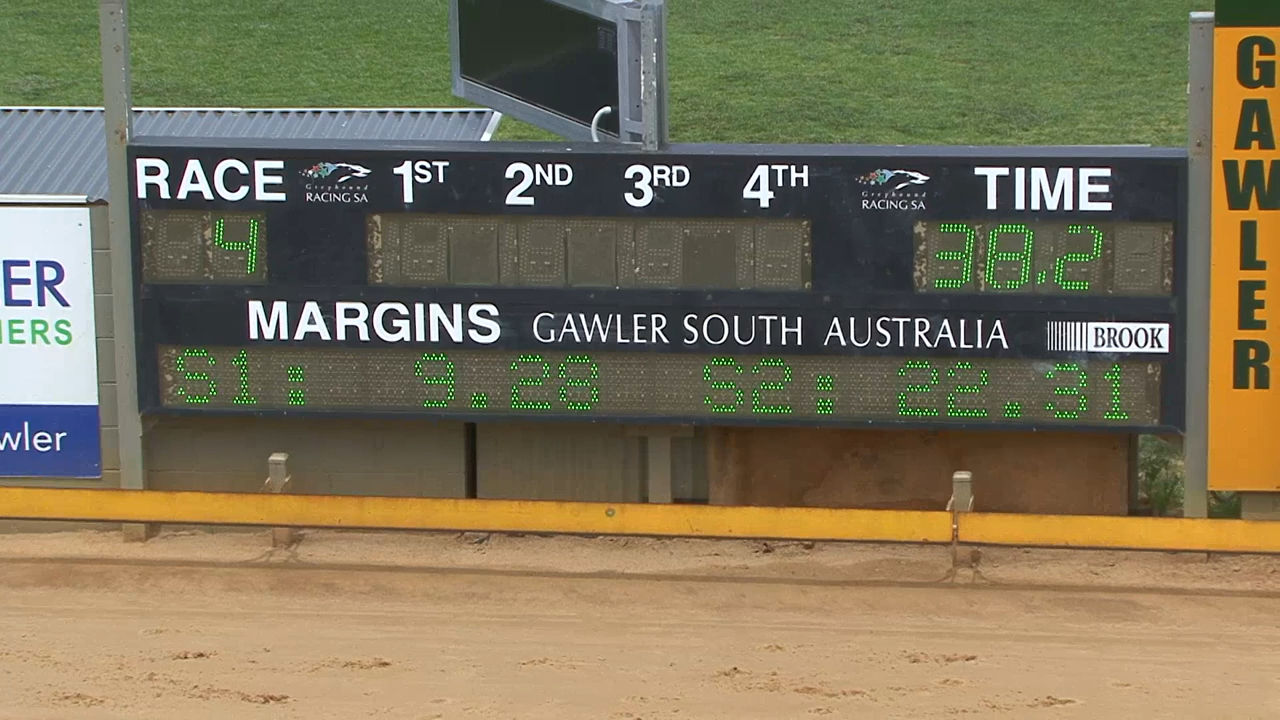 RACE 1ST 2ND 3RD 4TH TIME
Greyhound RACING SA
Greyhound RACING SA
4 38.2
MARGINS GAWLER SOUTH AUSTRALIA BROOK
S1: 9.28 S2: 22.31
ER
IERS
wler
GAWLER